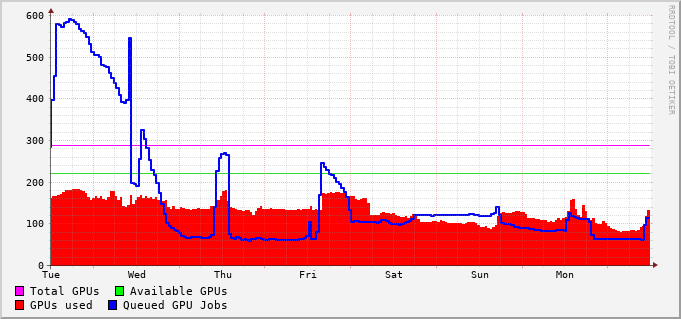 600
500
400
300
200
100
0
Tue Wed Thu Fri Sat Sun Mon
Total GPUs Available GPUs
GPUs used Queued GPU Jobs
RRDTOOL / TOBI OETIKER